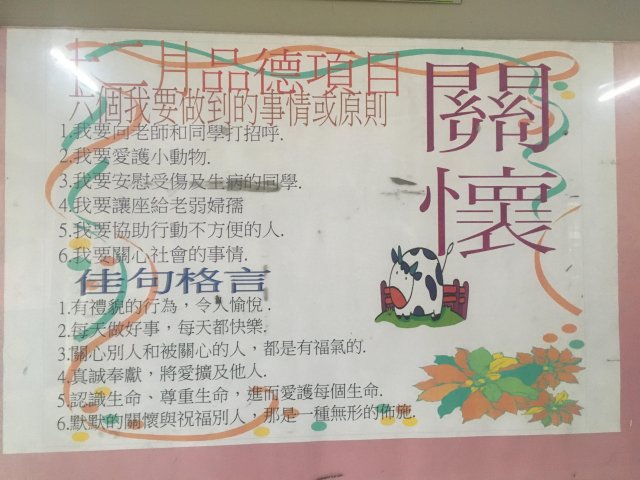 十二月品德項目
六個我要做到的事情或原則
1.我要向老師和同學打招呼.
2.我要愛護小動物.
3.我要安慰受傷及生病的同學.
4.我要讓座給老弱婦孺
5.我要協助行動不方便的人.
6.我要關心社會的事情.
關懷
佳句格言
1.有禮貌的行為，令人愉悅.
2.每天做好事，每天都快樂.
3.關心別人和被關心的人，都是有福氣的.
4.真誠奉獻，將愛擴及他人.
5.認識生命、尊重生命，進而愛護每個生命.
6.默默的關懷與祝福別人，那是一種無形的佈施.